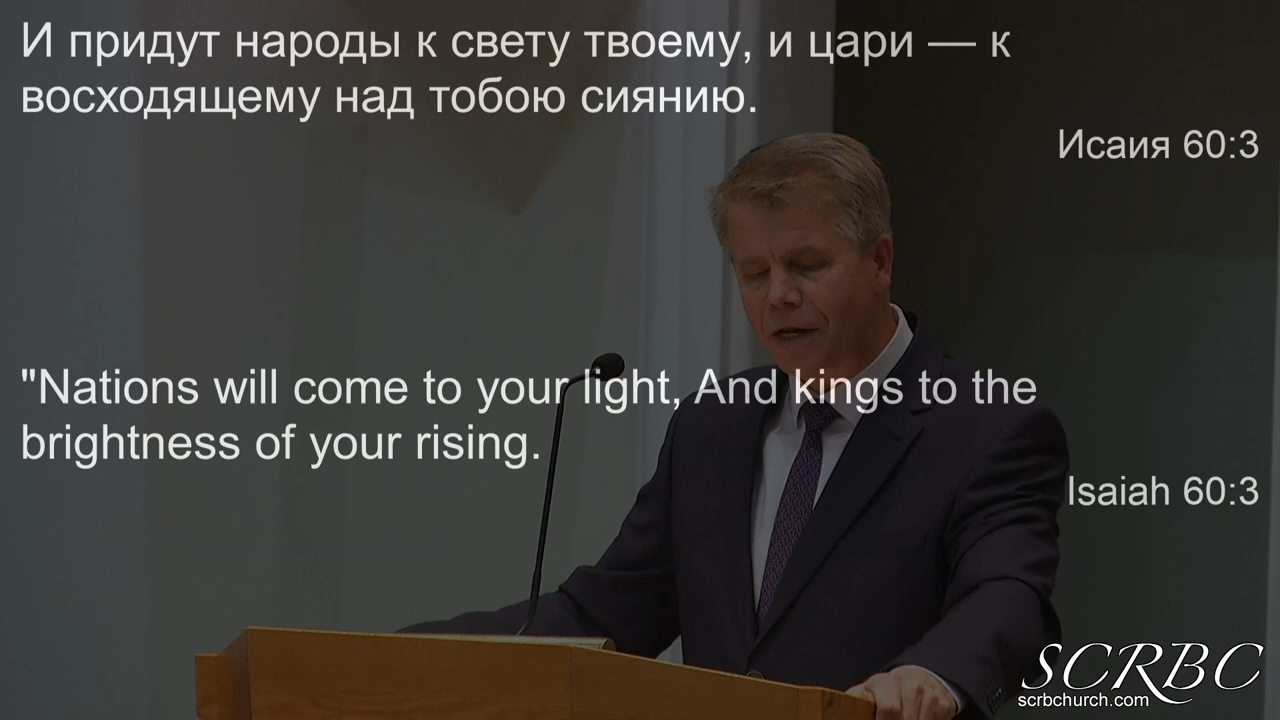 И придут народы к свету твоему, и цари — к
восходящему над тобою сиянию.
Исаия 60:3
"Nations will come to your light, And kings to the
brightness of your rising.
Isaiah 60:3
SCRBC
scrbchurch.com